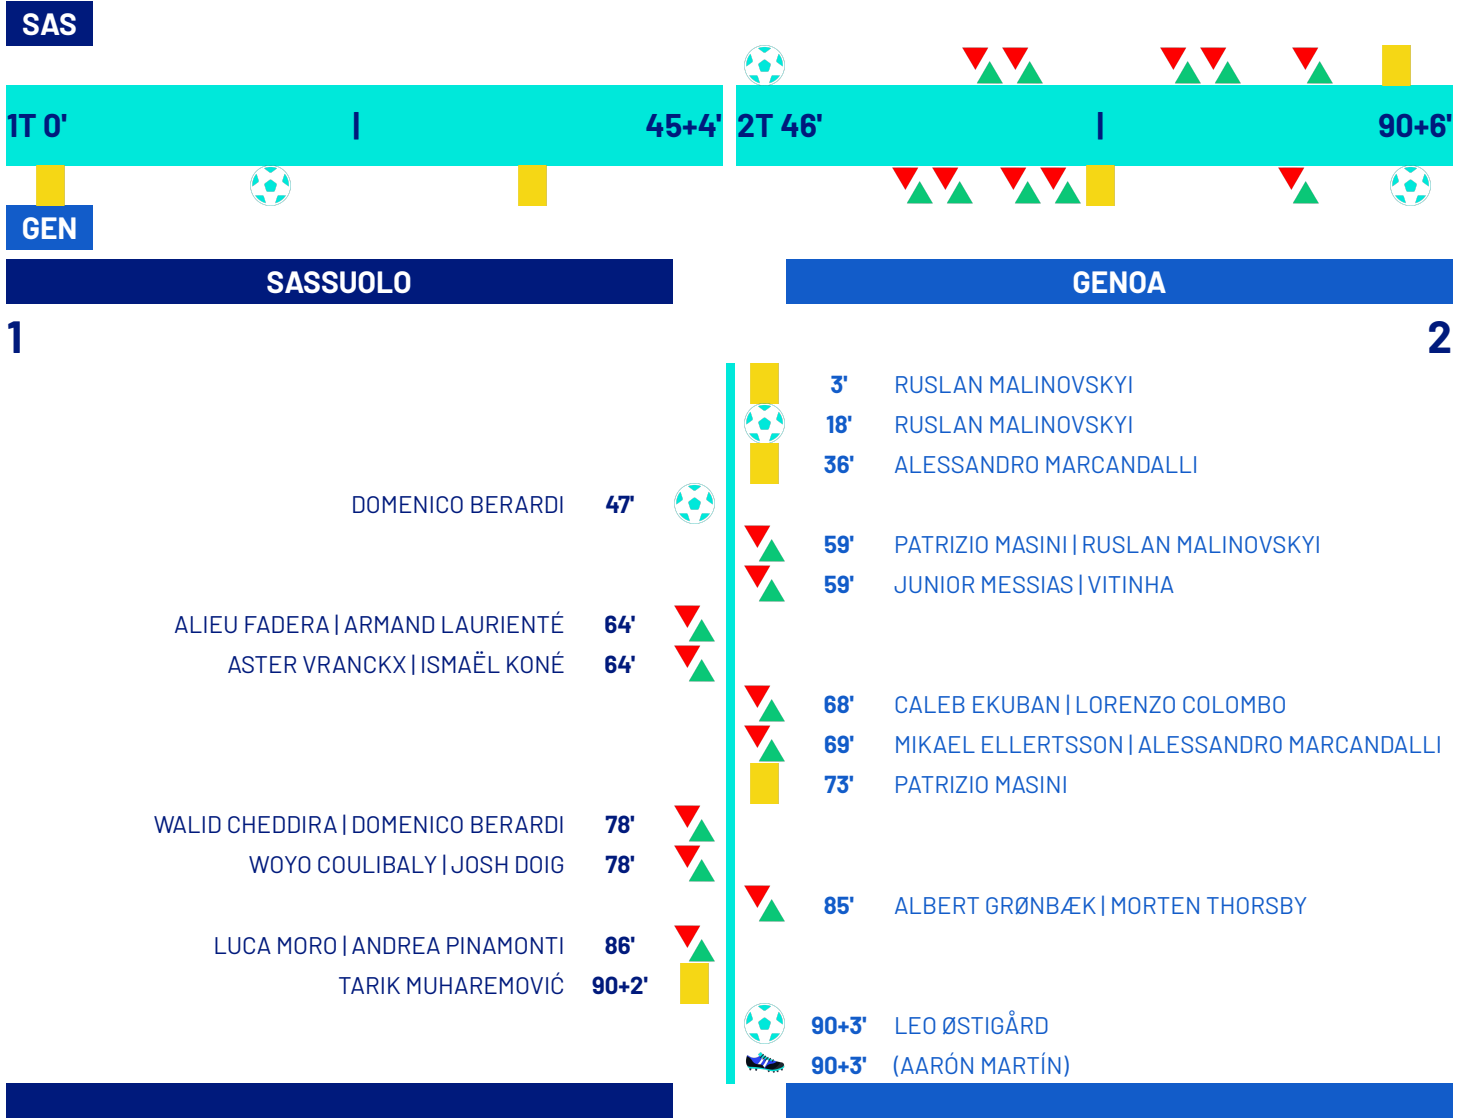 SAS
1T 0' | 45+4' 2T 46' | 90+6'
GEN
SASSUOLO GENOA
1 2
3' RUSLAN MALINOVSKYI
18' RUSLAN MALINOVSKYI
36' ALESSANDRO MARCANDALLI
DOMENICO BERARDI 47'
59' PATRIZIO MASINI | RUSLAN MALINOVSKYI
59' JUNIOR MESSIAS | VITINHA
ALIEU FADERA | ARMAND LAURIENTÉ 64'
ASTER VRANCKX | ISMAËL KONÉ 64'
68' CALEB EKUBAN | LORENZO COLOMBO
69' MIKAEL ELLERTSSON | ALESSANDRO MARCANDALLI
73' PATRIZIO MASINI
WALID CHEDDIRA | DOMENICO BERARDI 78'
WOYO COULIBALY | JOSH DOIG 78'
85' ALBERT GRØNBÆK | MORTEN THORSBY
LUCA MORO | ANDREA PINAMONTI 86'
TARIK MUHAREMOVIĆ 90+2'
90+3' LEO ØSTIGÅRD
90+3' (AARÓN MARTÍN)